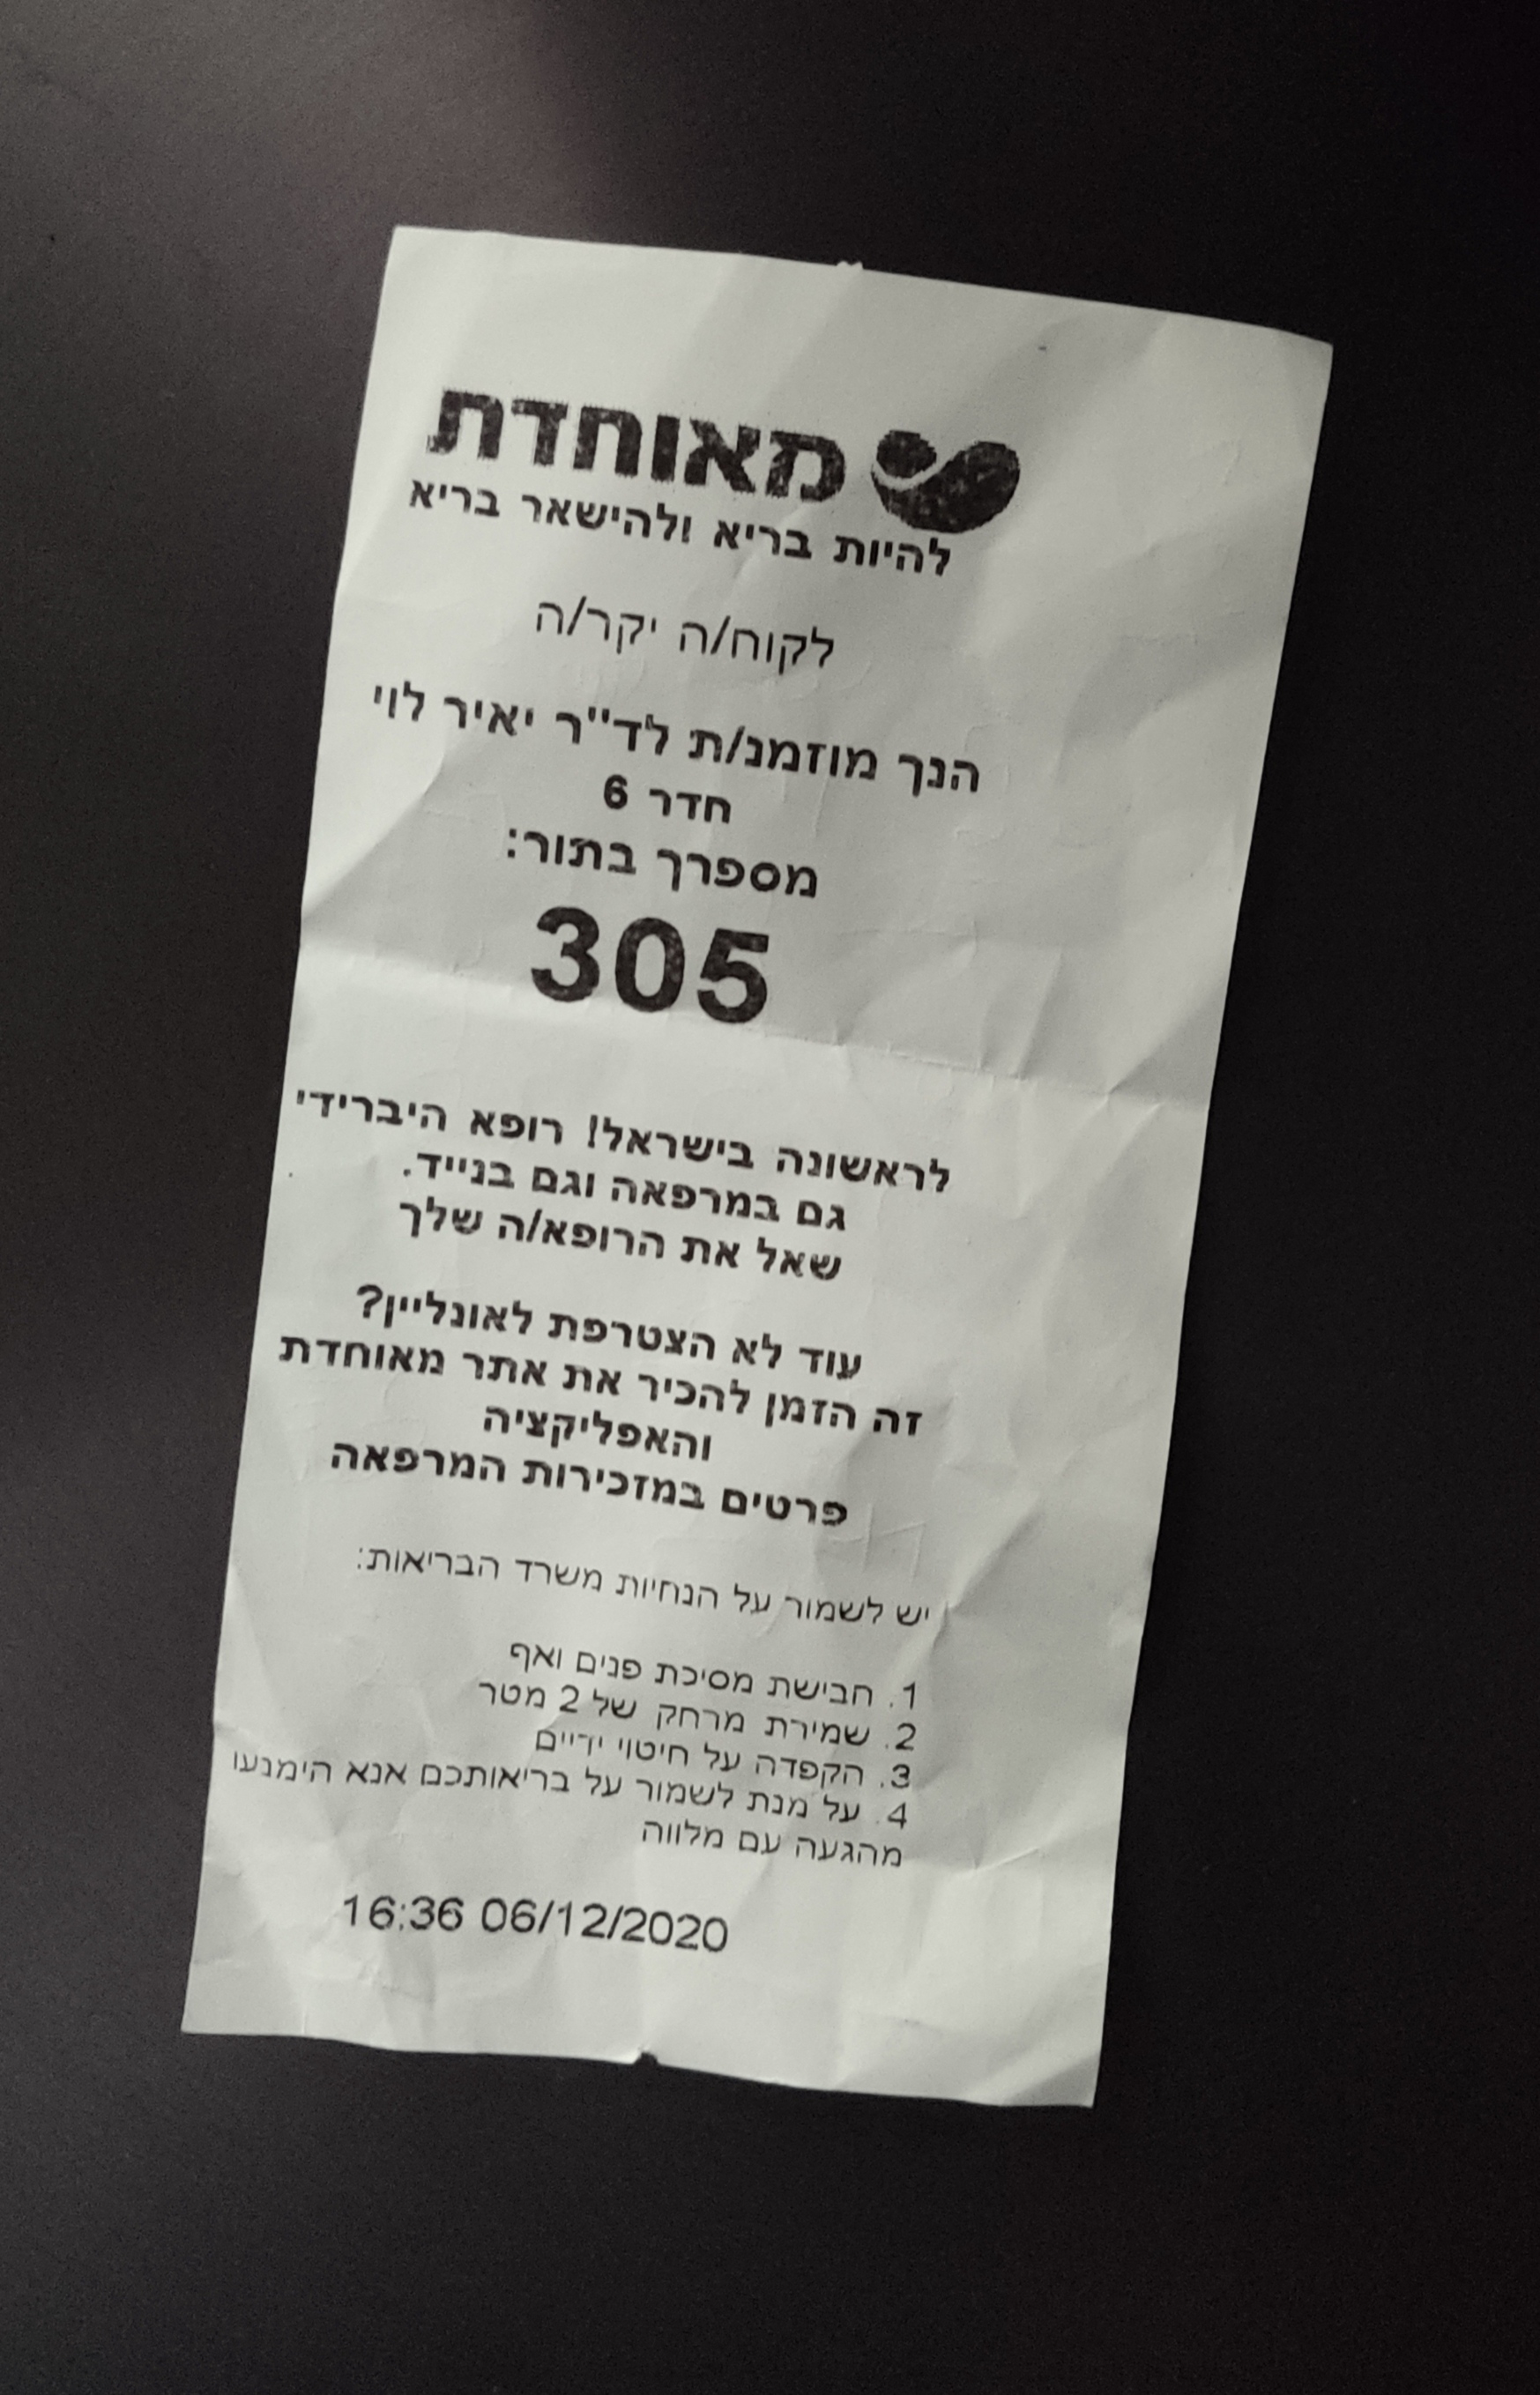 מאוחדת
להיות בריא ולהישאר בריא
לקוח/ה יקר/ה
הנך מוזמנ/ת לד"ר יאיר לוי
חדר 6
מספרך בתור:
305
לראשונה בישראל! רופא היברידי
גם במרפאה וגם בנייד.
שאל את הרופא/ה שלך
עוד לא הצטרפת לאונליין?
זה הזמן להכיר את אתר מאוחדת
והאפליקציה
פרטים במזכירות המרפאה
יש לשמור על הנחיות משרד הבריאות:
1. חבישת מסיכת פנים ואף
2. שמירת מרחק של 2 מטר
3. הקפדה על חיטוי ידיים
4. על מנת לשמור על בריאותכם אנא הימנעו
מהגעה עם מלווה
16:36 06/12/2020